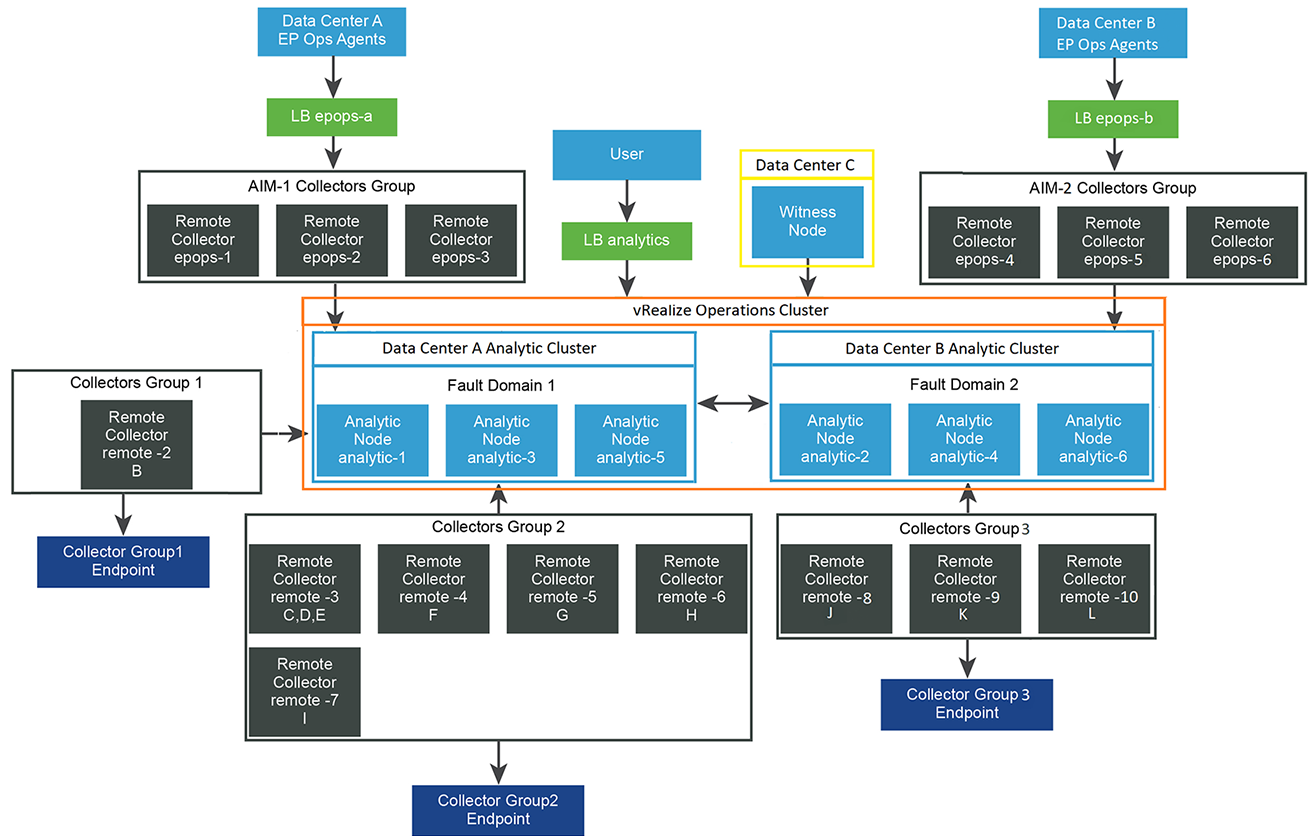 Data Center A
EP Ops Agents
Data Center B
EP Ops Agents
LB epops-a
LB epops-b
User
Data Center C
Witness
Node
LB analytics
AIM-1 Collectors Group
Remote
Collector
epops-1
Remote
Collector
epops-2
Remote
Collector
epops-3
AIM-2 Collectors Group
Remote
Collector
epops-4
Remote
Collector
epops-5
Remote
Collector
epops-6
vRealize Operations Cluster
Data Center A Analytic Cluster
Fault Domain 1
Analytic
Node
analytic-1
Analytic
Node
analytic-3
Analytic
Node
analytic-5
Data Center B Analytic Cluster
Fault Domain 2
Analytic
Node
analytic-2
Analytic
Node
analytic-4
Analytic
Node
analytic-6
Collectors Group 1
Remote
Collector
remote -2
B
Collector Group1
Endpoint
Collectors Group 2
Remote
Collector
remote -3
C,D,E
Remote
Collector
remote -4
F
Remote
Collector
remote -5
G
Remote
Collector
remote -6
H
Remote
Collector
remote -7
I
Collector Group2
Endpoint
Collectors Group 3
Remote
Collector
remote -8
J
Remote
Collector
remote -9
K
Remote
Collector
remote -10
L
Collector Group 3
Endpoint